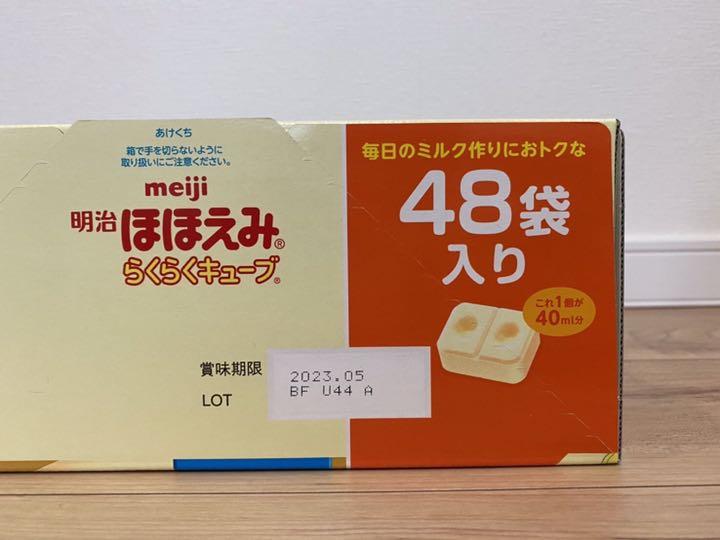 あけくち
箱で手を切らないように
取り扱いにご注意ください。
meiji
明治 ほほえみ®
らくらくキューブ®
賞味期限 2023.05
LOT BF U44 A
毎日のミルク作りにおトクな
48袋
入り
これ1個が
40ml分